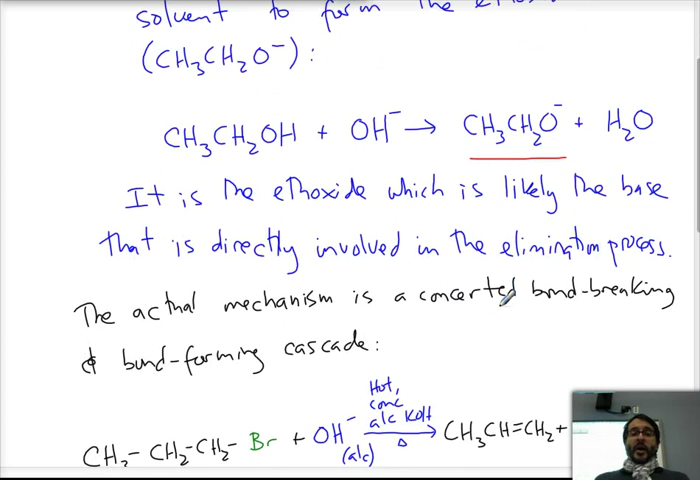 solvent to form the
(CH₃CH₂O⁻):
CH₃CH₂OH + OH⁻ → CH₃CH₂O⁻ + H₂O
It is the ethoxide which is likely the base
that is directly involved in the elimination process.
The actual mechanism is a concerted bond-breaking
& bond-forming cascade:
Hot,
conc
alc KOH
CH₃-CH₂-CH₂-Br + OH⁻ → CH₃CH=CH₂ +
(alc) Δ